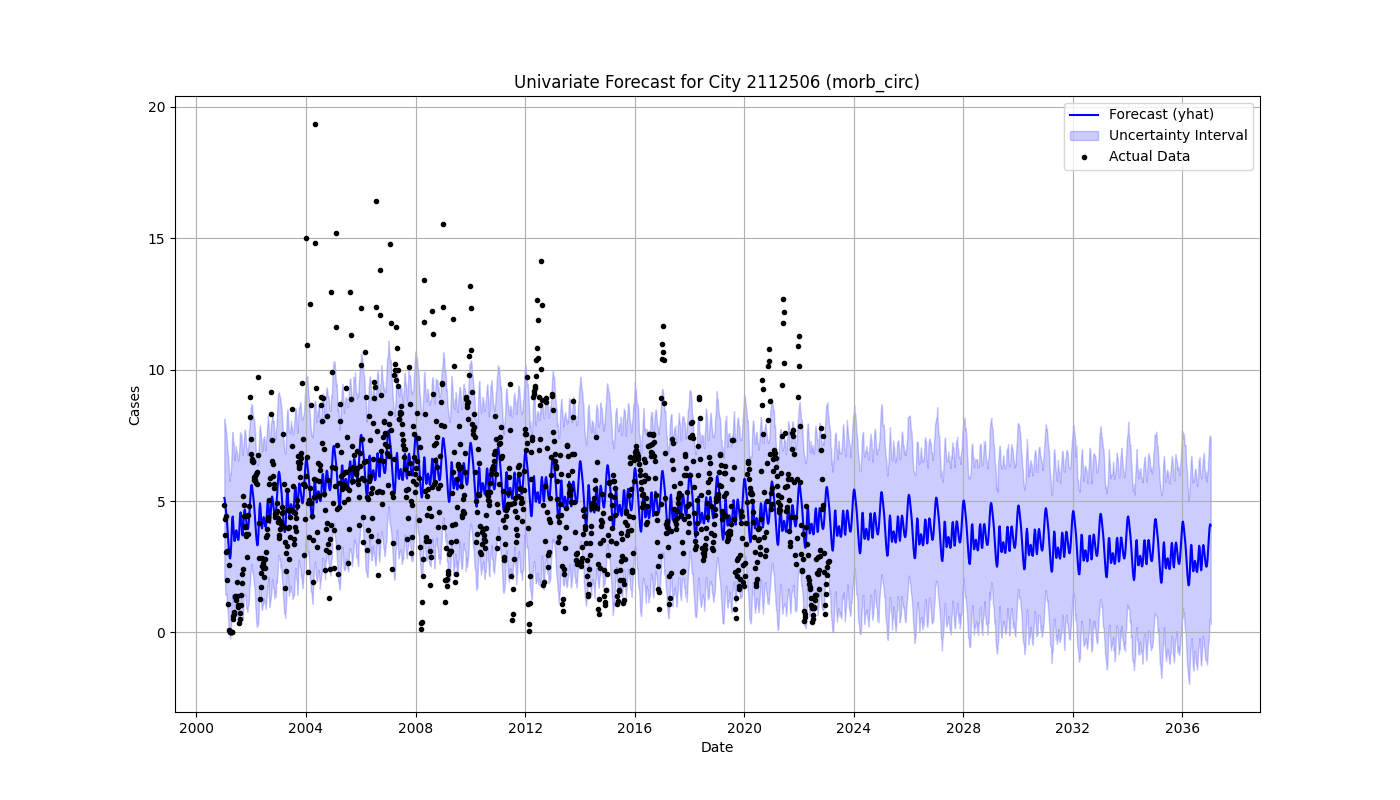 Univariate Forecast for City 2112506 (morb_circ)
Forecast (yhat)
Uncertainty Interval
Actual Data
Cases
20
15
10
5
0
2000 2004 2008 2012 2016 2020 2024 2028 2032 2036
Date